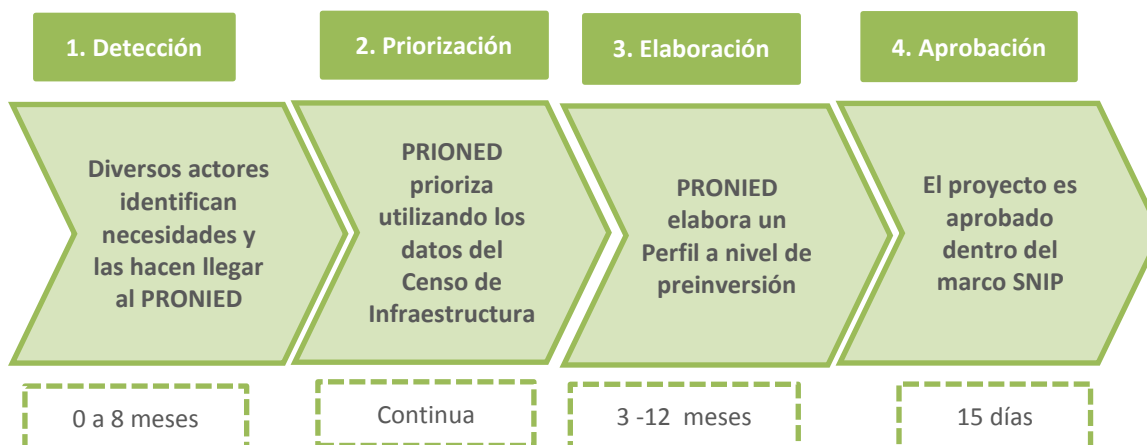 1. Detección
2. Priorización
3. Elaboración
4. Aprobación
Diversos actores
identifican
necesidades y
las hacen llegar
al PRONIED
PRIONED
prioriza
utilizando los
datos del
Censo de
Infraestructura
PRONIED
elabora un
Perfil a nivel de
preinversión
El proyecto es
aprobado
dentro del
marco SNIP
0 a 8 meses
Continua
3 -12 meses
15 días